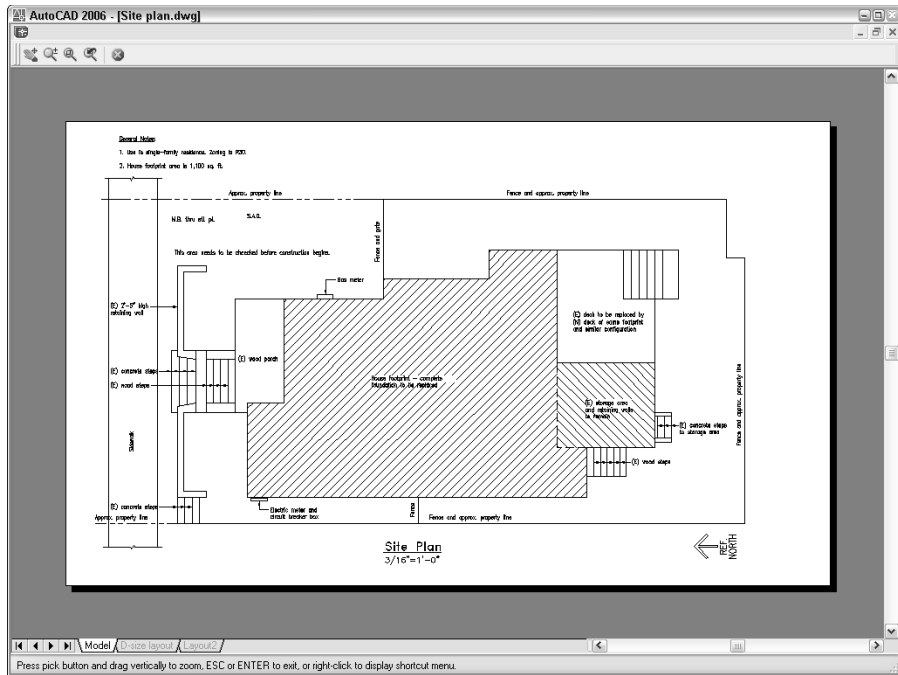 AutoCAD 2006 - [Site plan.dwg]
General Notes
1. Use is single-family residence. Zoning is R30.
2. House footprint area is 1,100 sq. ft.
Approx. property line
Fence and approx. property line
N.B. thru etl pl.
S.A.G.
Fence and gate
This area needs to be checked before construction begins.
Gas meter
(E) 2'-5" high
retaining wall
(E) deck to be replaced by
(N) deck of same footprint
and similar configuration
(E) wood porch
(E) concrete steps
(E) wood steps
House footprint - complete
foundation to be replaced
Fence and approx. property line
(E) storage area
and retaining walls
to remain
(E) concrete steps
to storage area
Sidewalk
(E) wood steps
(E) concrete steps
Electric meter and
circuit breaker box
Fence
Approx. property line
Fence and approx. property line
Site Plan
3/16"=1'-0"
REF.
NORTH
Model
D-size layout
Layout2
Press pick button and drag vertically to zoom, ESC or ENTER to exit, or right-click to display shortcut menu.